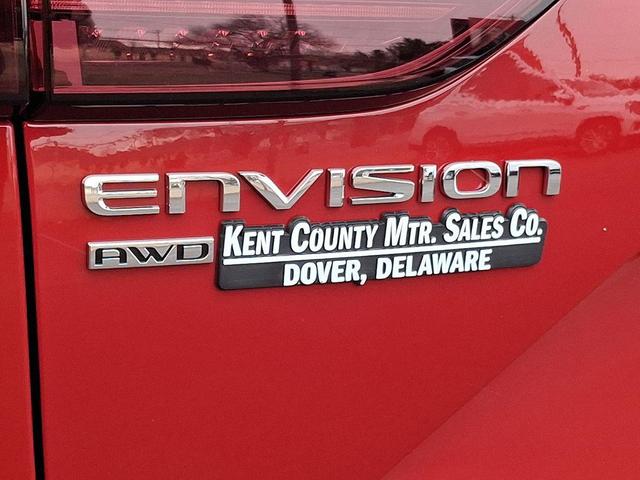 ENVISION
AWD
KENT COUNTY MTR. SALES CO.
DOVER, DELAWARE